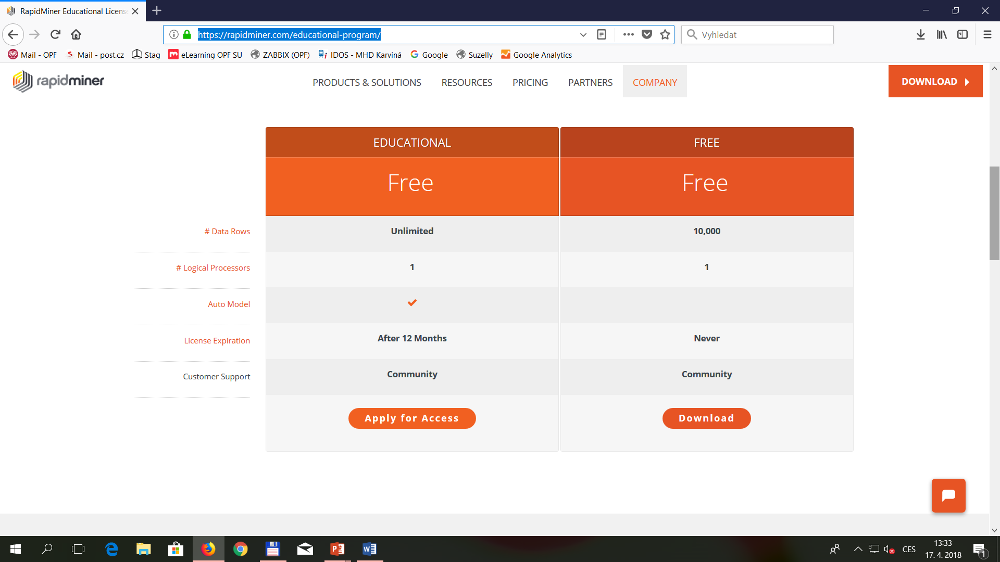 RapidMiner Educational Licens
https://rapidminer.com/educational-program/
Vyhledat
Mail - OPF
Mail - post.cz
Stag
eLearning OPF SU
ZABBIX (OPF)
IDOS - MHD Karviná
Google
Suzelly
Google Analytics
rapidminer
PRODUCTS & SOLUTIONS
RESOURCES
PRICING
PARTNERS
COMPANY
DOWNLOAD
EDUCATIONAL
FREE
Free
Free
# Data Rows
Unlimited
10,000
# Logical Processors
1
1
Auto Model
License Expiration
After 12 Months
Never
Customer Support
Community
Community
Apply for Access
Download
CES
13:33
17. 4. 2018
1